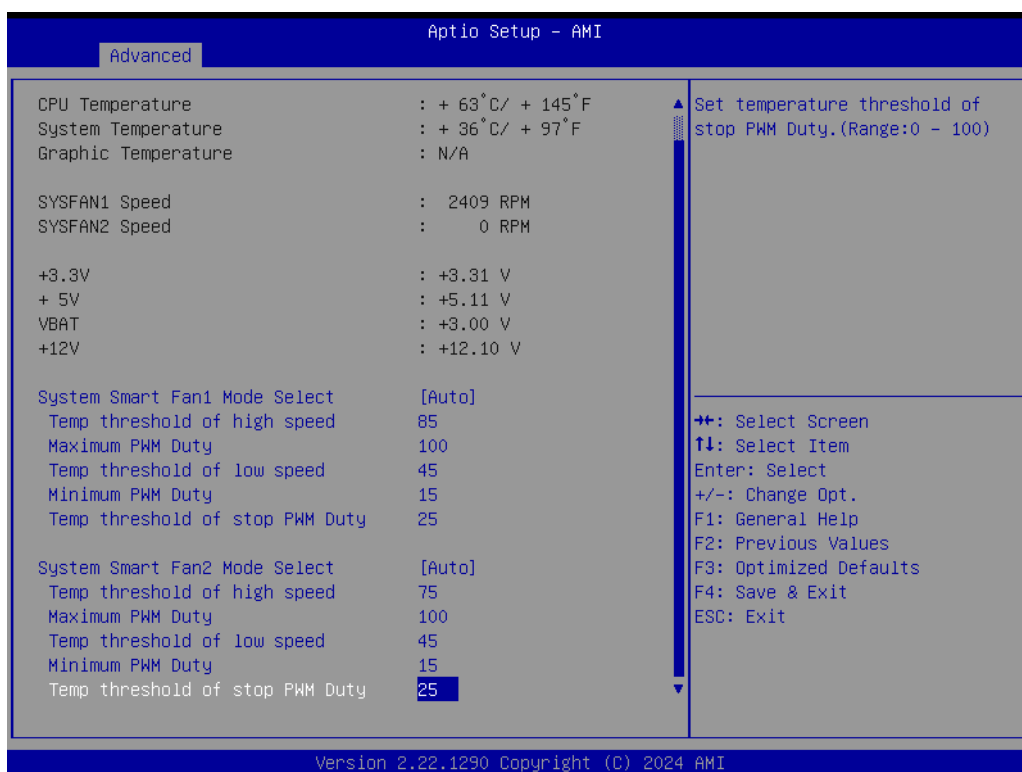 Aptio Setup – AMI
Advanced
CPU Temperature : + 63°C/ + 145°F
System Temperature : + 36°C/ + 97°F
Graphic Temperature : N/A
SYSFAN1 Speed : 2409 RPM
SYSFAN2 Speed : 0 RPM
+3.3V : +3.31 V
+ 5V : +5.11 V
VBAT : +3.00 V
+12V : +12.10 V
System Smart Fan1 Mode Select [Auto]
Temp threshold of high speed 85
Maximum PWM Duty 100
Temp threshold of low speed 45
Minimum PWM Duty 15
Temp threshold of stop PWM Duty 25
System Smart Fan2 Mode Select [Auto]
Temp threshold of high speed 75
Maximum PWM Duty 100
Temp threshold of low speed 45
Minimum PWM Duty 15
Temp threshold of stop PWM Duty 25
Set temperature threshold of
stop PWM Duty.(Range:0 – 100)
→←: Select Screen
↑↓: Select Item
Enter: Select
+/-: Change Opt.
F1: General Help
F2: Previous Values
F3: Optimized Defaults
F4: Save & Exit
ESC: Exit
Version 2.22.1290 Copyright (C) 2024 AMI